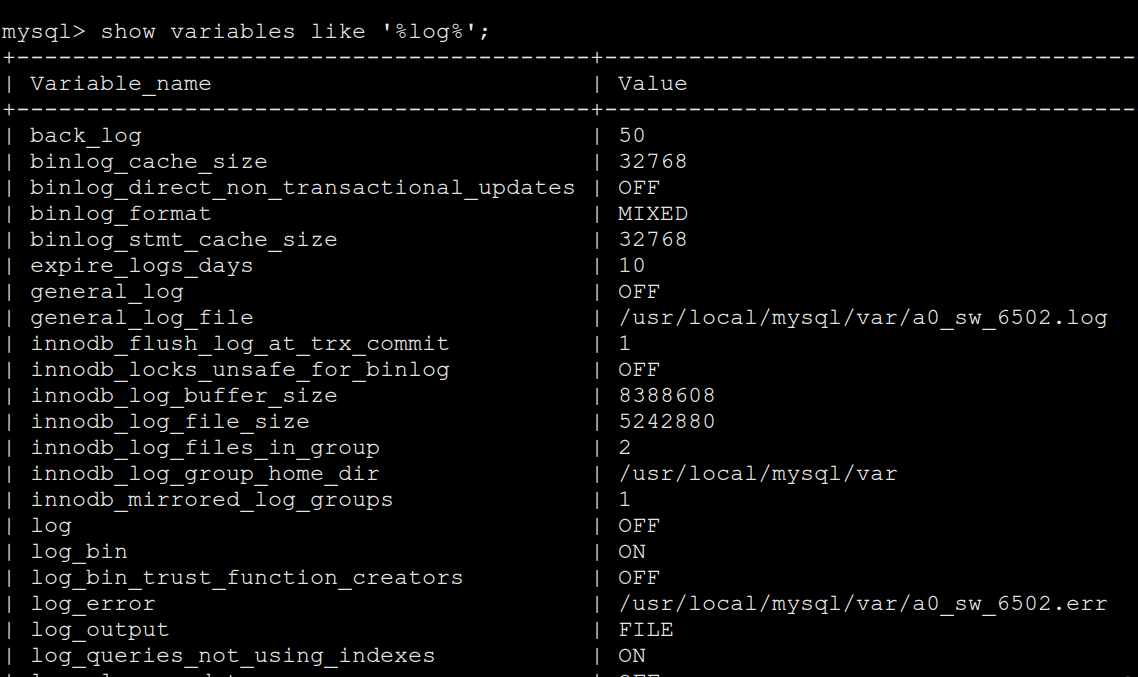 mysql> show variables like '%log%';
+-----------------------------------------+--------------------------------------
| Variable_name | Value
+-----------------------------------------+--------------------------------------
| back_log | 50
| binlog_cache_size | 32768
| binlog_direct_non_transactional_updates | OFF
| binlog_format | MIXED
| binlog_stmt_cache_size | 32768
| expire_logs_days | 10
| general_log | OFF
| general_log_file | /usr/local/mysql/var/a0_sw_6502.log
| innodb_flush_log_at_trx_commit | 1
| innodb_locks_unsafe_for_binlog | OFF
| innodb_log_buffer_size | 8388608
| innodb_log_file_size | 5242880
| innodb_log_files_in_group | 2
| innodb_log_group_home_dir | /usr/local/mysql/var
| innodb_mirrored_log_groups | 1
| log | OFF
| log_bin | ON
| log_bin_trust_function_creators | OFF
| log_error | /usr/local/mysql/var/a0_sw_6502.err
| log_output | FILE
| log_queries_not_using_indexes | ON